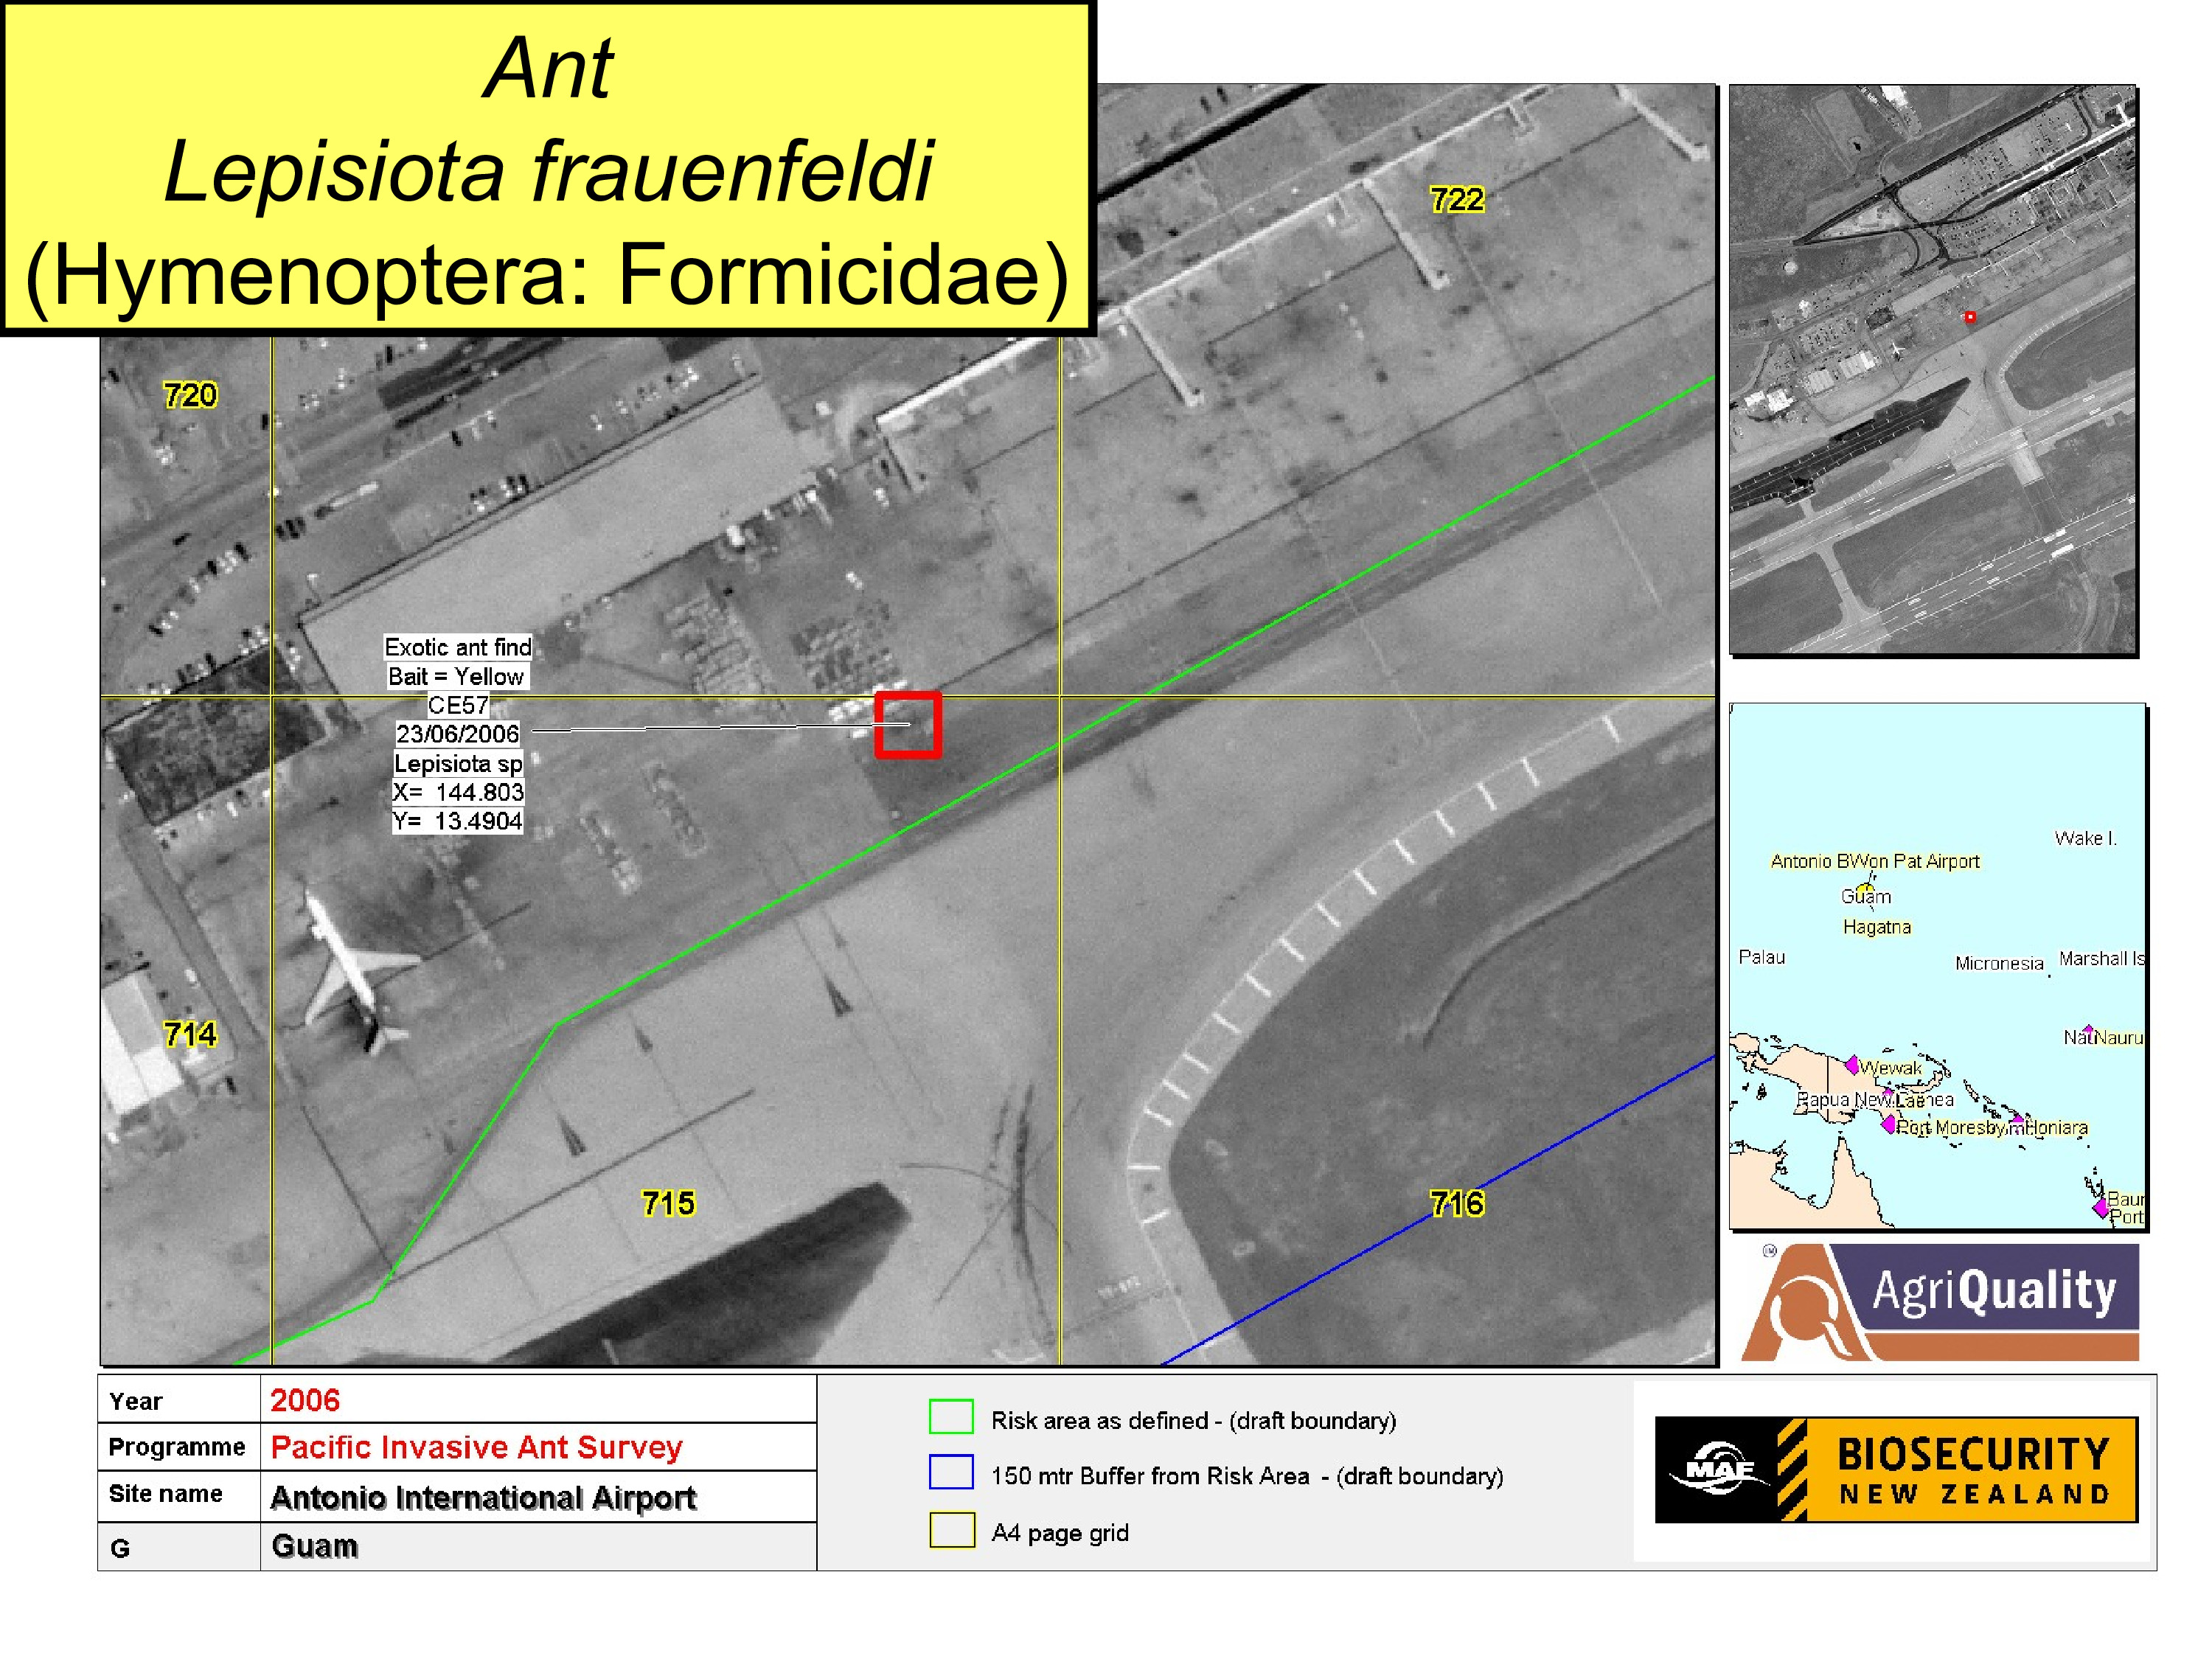 Ant
Lepisiota frauenfeldi
(Hymenoptera: Formicidae)
722
720
Exotic ant find
Bait = Yellow
CE57
23/06/2006
Lepisiota sp
X= 144.803
Y= 13.4904
714
715
716
Wake I.
Antonio BWon Pat Airport
Guam
Hagatna
Palau
Micronesia
Marshall Is
Nauru
Wewak
Papua New
Port Moresby
Honiara
Port
AgriQuality
Year 2006
Programme Pacific Invasive Ant Survey
Site name Antonio International Airport
G Guam
Risk area as defined - (draft boundary)
150 mtr Buffer from Risk Area - (draft boundary)
A4 page grid
MAF
BIOSECURITY
NEW ZEALAND